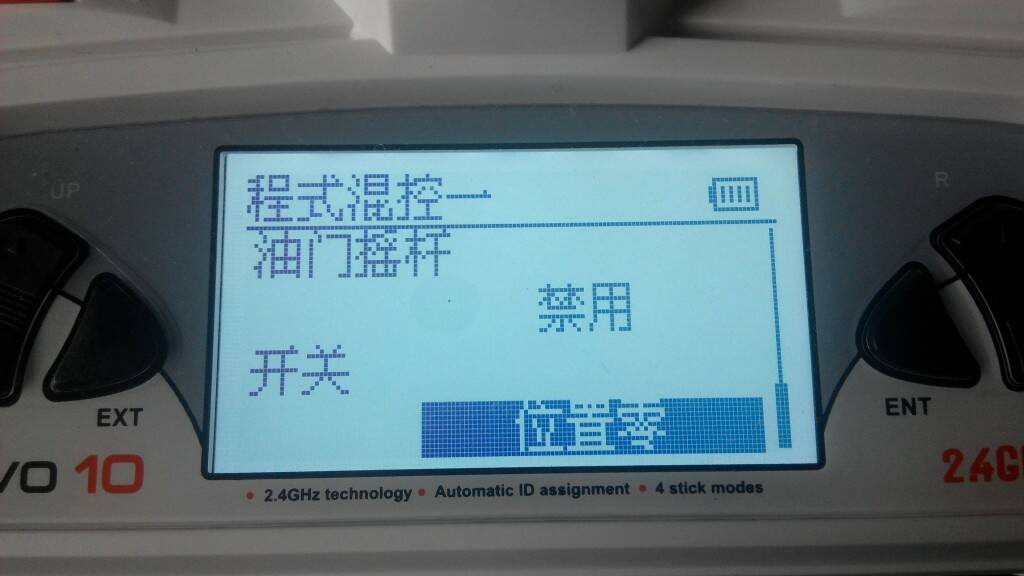 UP
R
程式混控一
油门摇杆
禁用
开关
位置零
EXT
ENT
VO 10
2.4G
• 2.4GHz technology • Automatic ID assignment • 4 stick modes